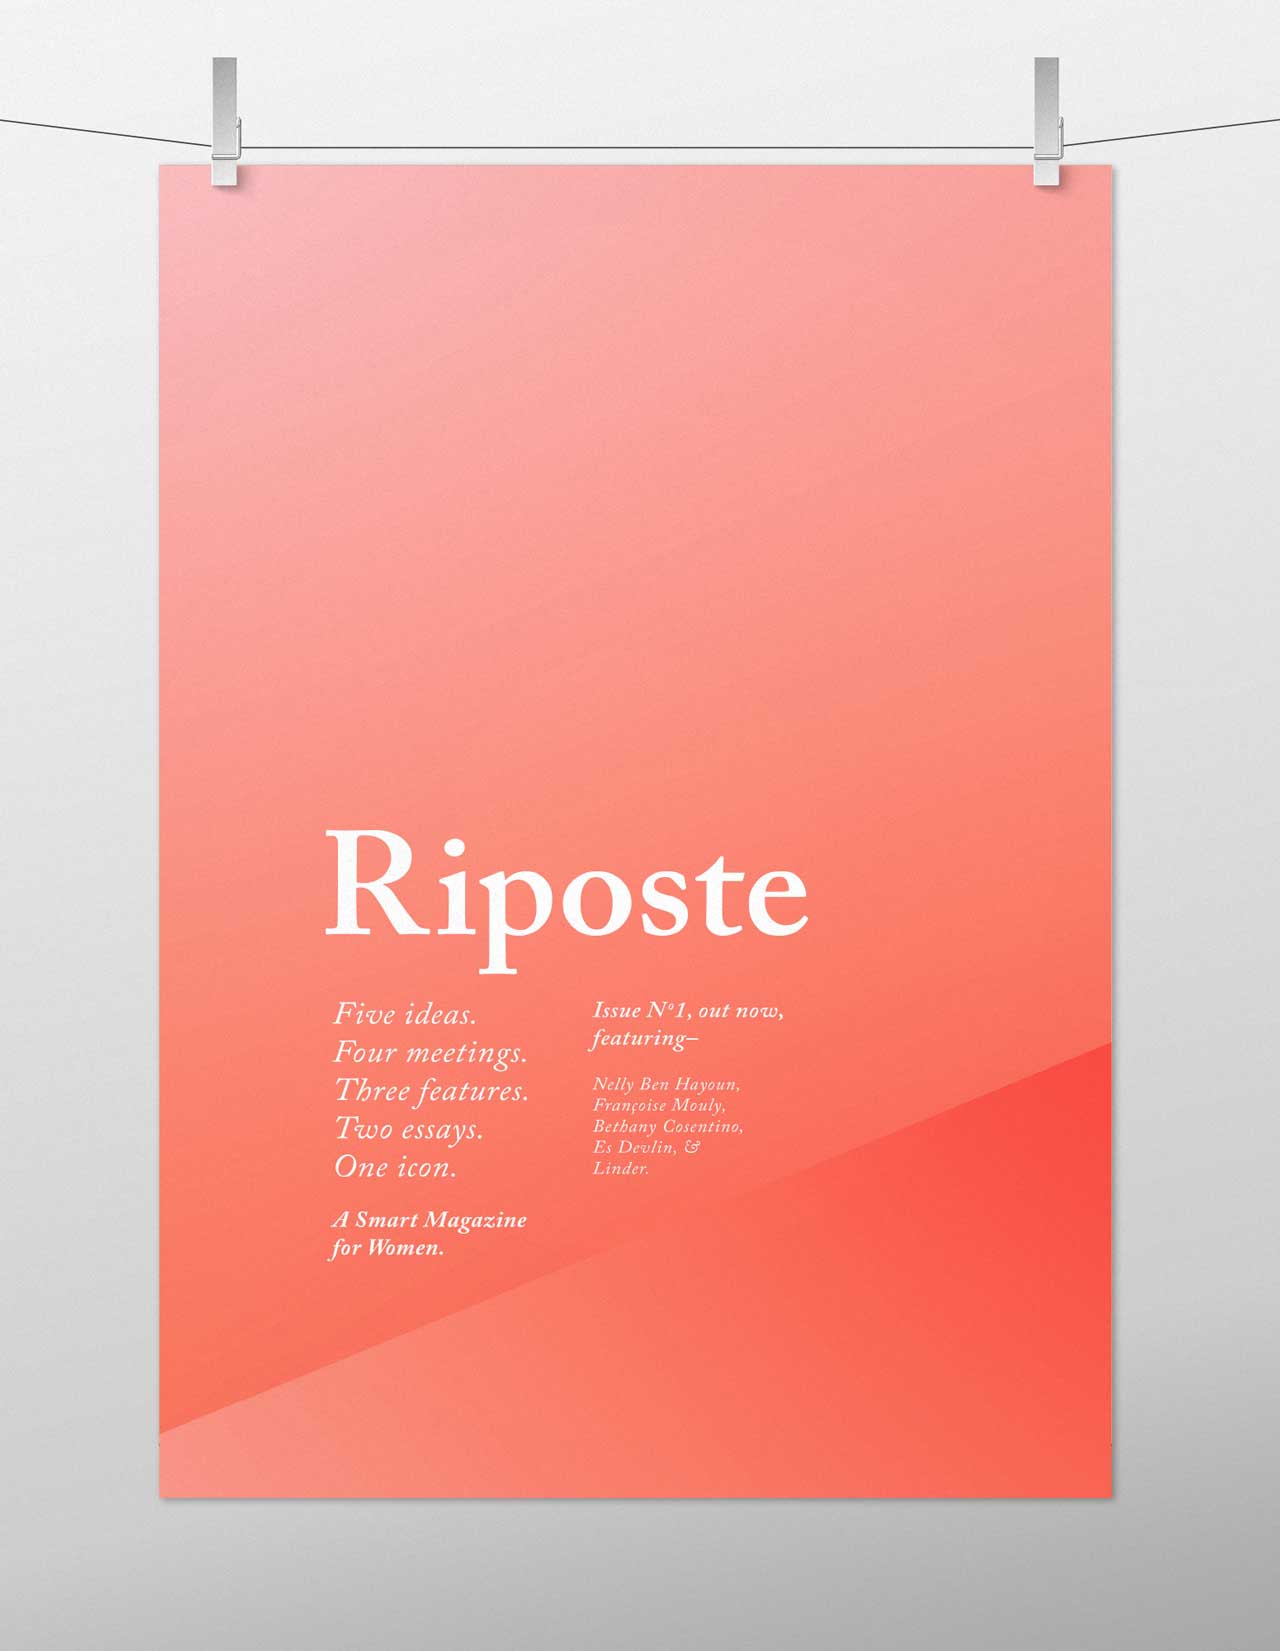 Riposte
Five ideas.
Four meetings.
Three features.
Two essays.
One icon.
A Smart Magazine
for Women.
Issue Nº1, out now,
featuring–
Nelly Ben Hayoun,
Françoise Mouly,
Bethany Cosentino,
Es Devlin, &
Linder.